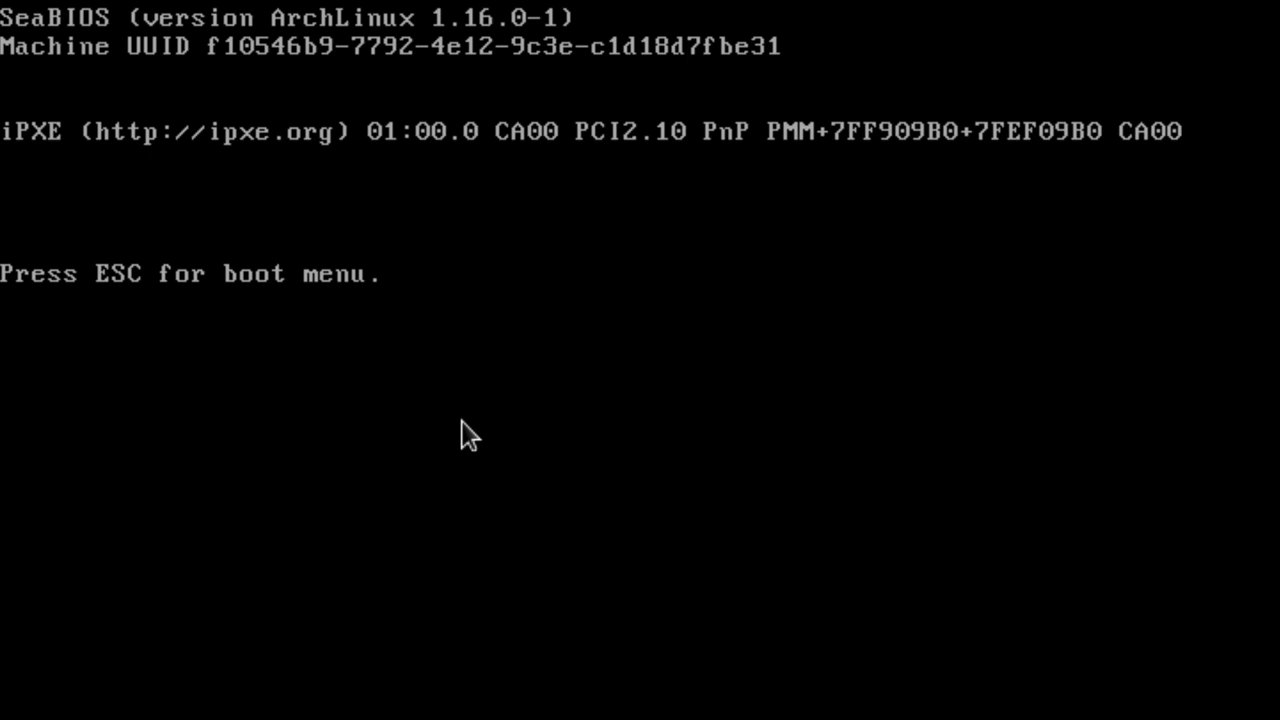 SeaBIOS (version ArchLinux 1.16.0-1)
Machine UUID f10546b9-7792-4e12-9c3e-c1d18d7fbe31
iPXE (http://ipxe.org) 01:00.0 CA00 PCI2.10 PnP PMM+7FF909B0+7FEF09B0 CA00
Press ESC for boot menu.